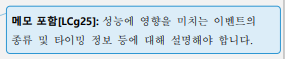 메모 포함[LCg25]: 성능에 영향을 미치는 이벤트의
종류 및 타이밍 정보 등에 대해 설명해야 합니다.